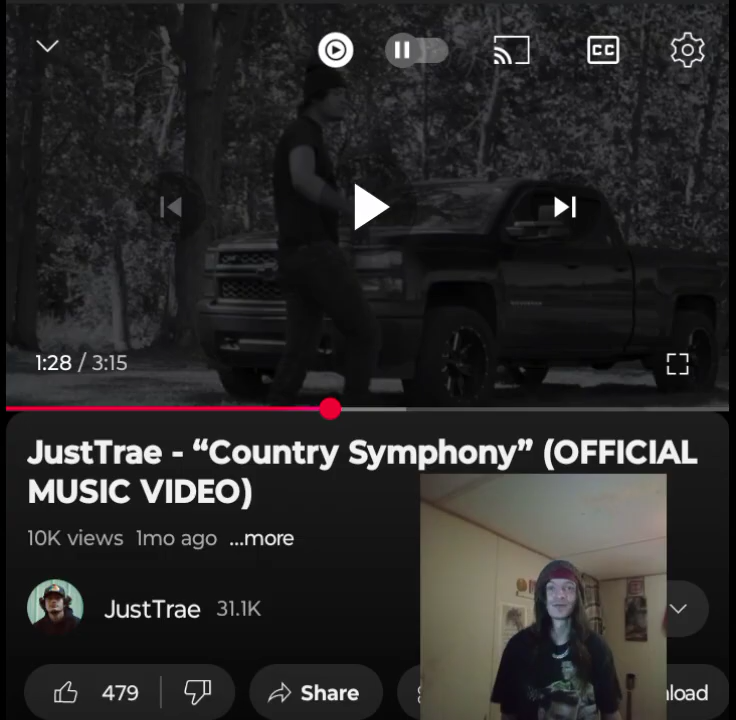 CC
1:28 / 3:15
JustTrae - “Country Symphony” (OFFICIAL
MUSIC VIDEO)
10K views 1mo ago ...more
JustTrae 31.1K
479 Share nload